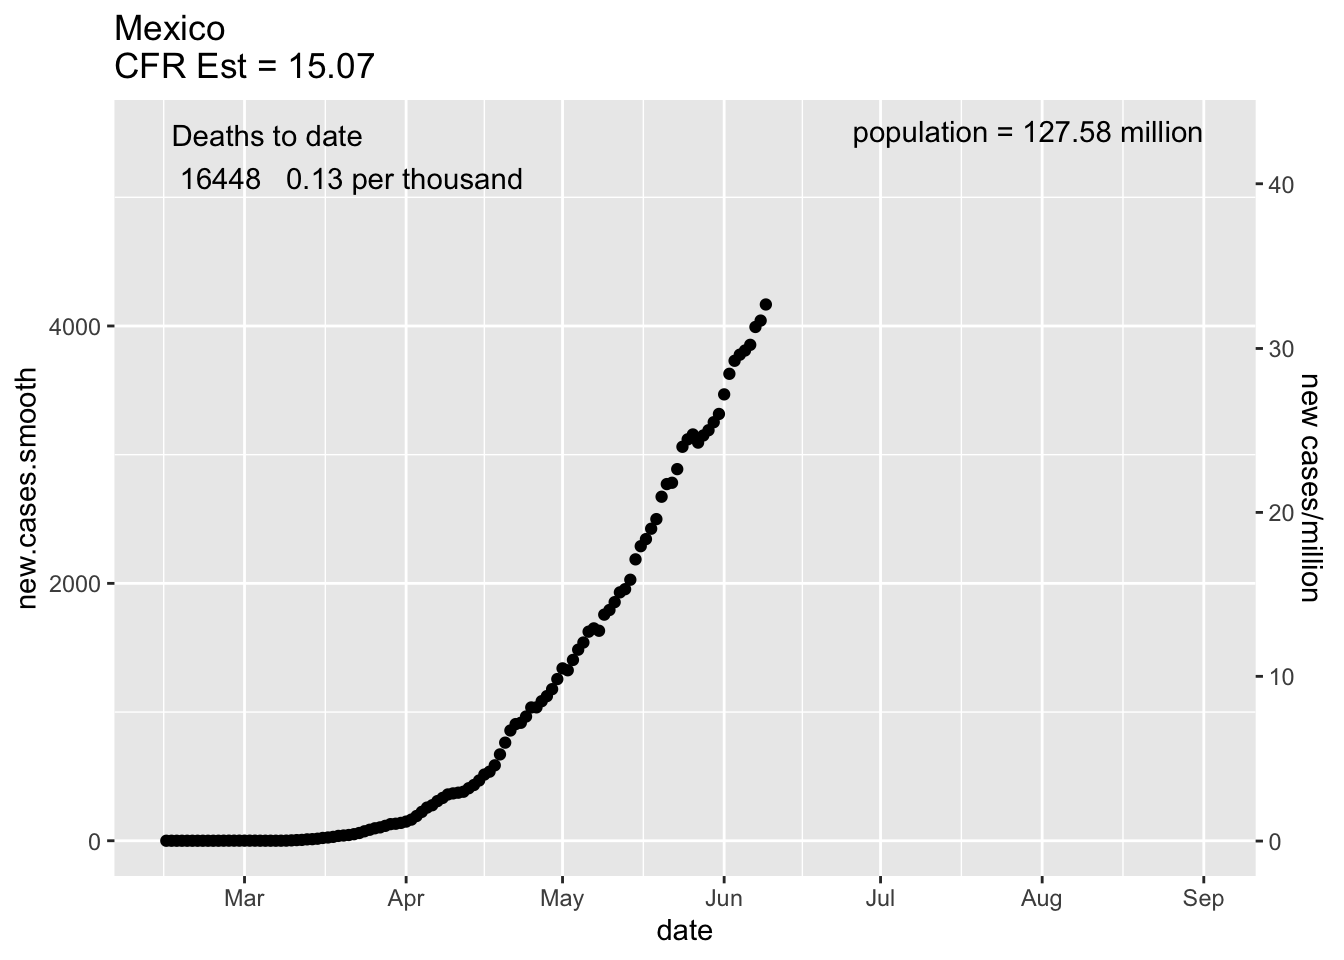 Mexico
CFR Est = 15.07
Deaths to date
16448 0.13 per thousand
population = 127.58 million
new.cases.smooth
4000
2000
0
40
30
20
10
0
new cases/million
Mar Apr May Jun Jul Aug Sep
date